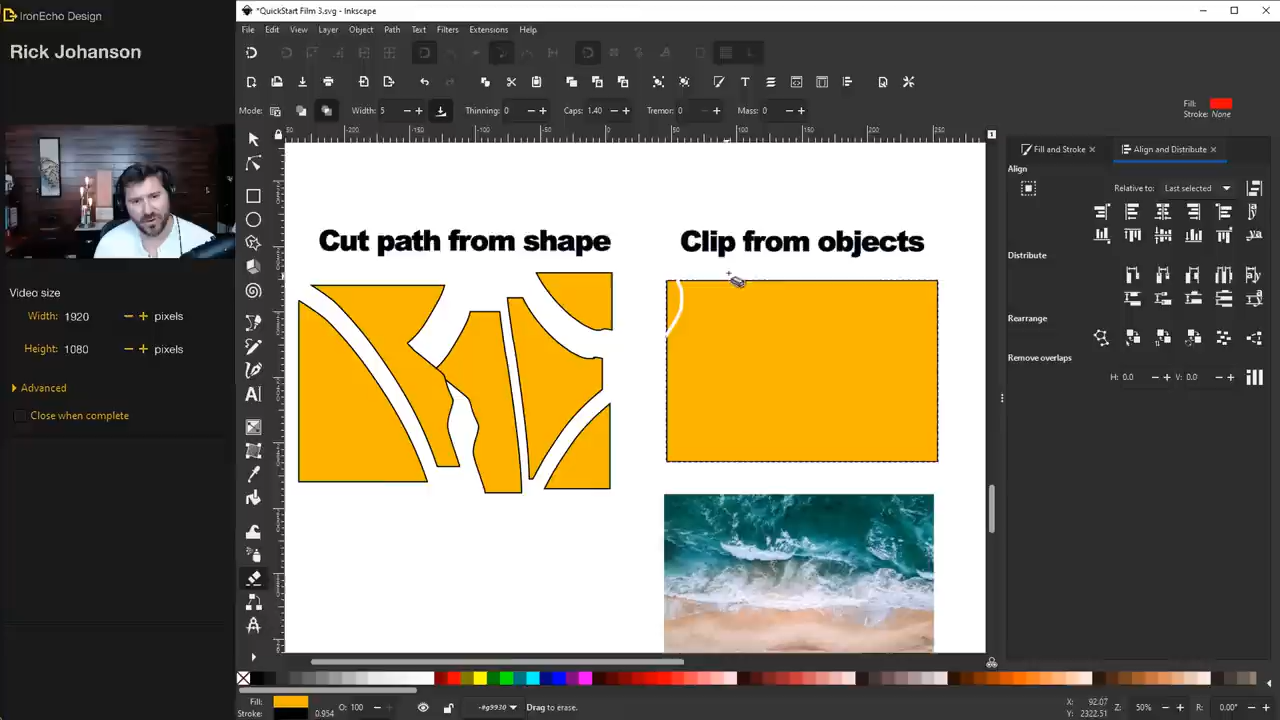 IronEcho Design
Rick Johanson
Video size
Width: 1920 pixels
Height: 1080 pixels
Advanced
Close when complete
*QuickStart Film 3.svg - Inkscape
File Edit View Layer Object Path Text Filters Extensions Help
Mode: Width: 5 Thinning: 0 Caps: 1.40 Tremor: 0 Mass: 0
Fill:
Stroke: None
Fill and Stroke Align and Distribute
Align
Relative to: Last selected
Distribute
Rearrange
Remove overlaps
H: 0.0 V: 0.0
Cut path from shape
Clip from objects
Fill:
Stroke: 0.954
O: 100
-#g9930
Drag to erase.
X: 92.07
Y: 2322.51
Z: 50%
R: 0.00°